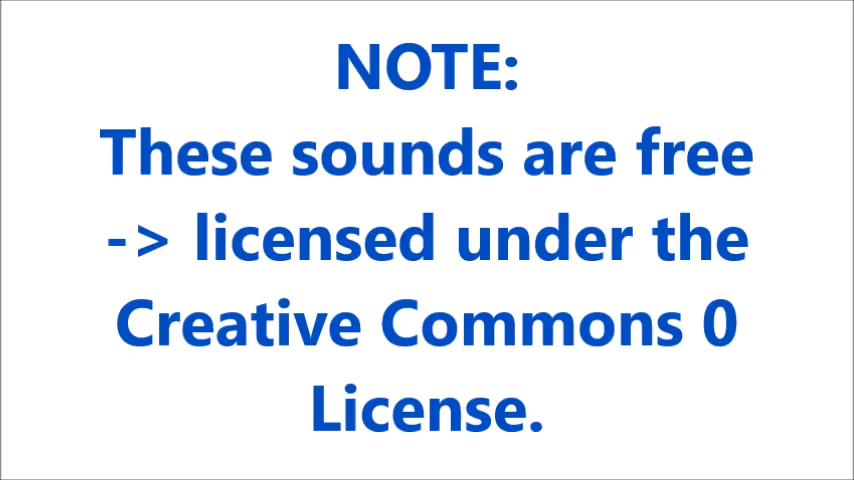 NOTE:
These sounds are free
-> licensed under the
Creative Commons 0
License.